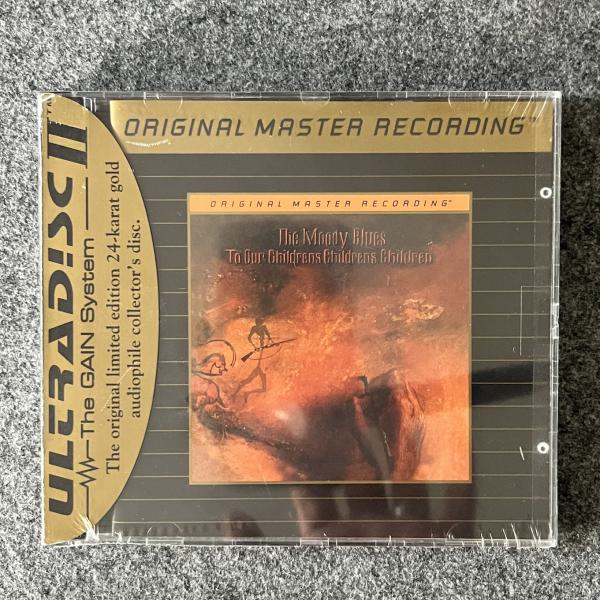 ORIGINAL MASTER RECORDING™
ULTRADISC II™
The GAIN System
The original limited edition 24-karat gold
audiophile collector's disc.
ORIGINAL MASTER RECORDING™
The Moody Blues
To Our Childrens Childrens Children